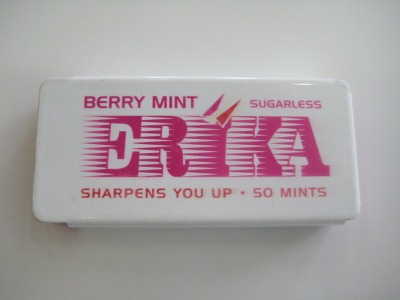 BERRY MINT SUGARLESS
ERIKA
SHARPENS YOU UP • 50 MINTS